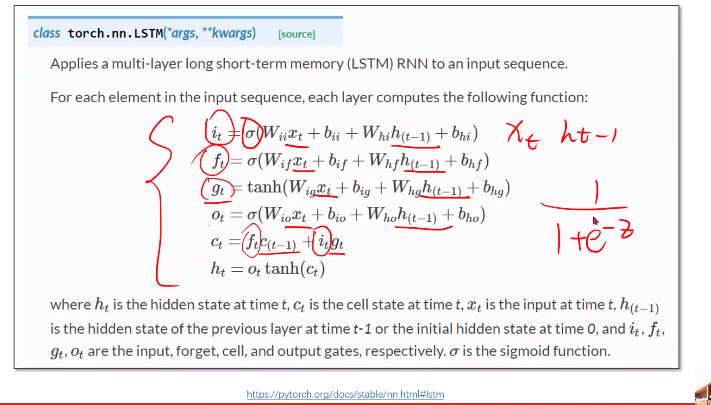 class torch.nn.LSTM(*args, **kwargs) [source]
Applies a multi-layer long short-term memory (LSTM) RNN to an input sequence.
For each element in the input sequence, each layer computes the following function:
i_t = σ(W_{ii}x_t + b_{ii} + W_{hi}h_{(t−1)} + b_{hi})
x_t h_{t−1}
f_t = σ(W_{if}x_t + b_{if} + W_{hf}h_{(t−1)} + b_{hf})
g_t = tanh(W_{ig}x_t + b_{ig} + W_{hg}h_{(t−1)} + b_{hg})
o_t = σ(W_{io}x_t + b_{io} + W_{ho}h_{(t−1)} + b_{ho})
c_t = f_t c_{(t−1)} + i_t g_t
h_t = o_t tanh(c_t)
1
1+e^{−z}
where h_t is the hidden state at time t, c_t is the cell state at time t, x_t is the input at time t, h_{(t−1)}
is the hidden state of the previous layer at time t-1 or the initial hidden state at time 0, and i_t, f_t,
g_t, o_t are the input, forget, cell, and output gates, respectively. σ is the sigmoid function.
https://pytorch.org/docs/stable/nn.html#lstm